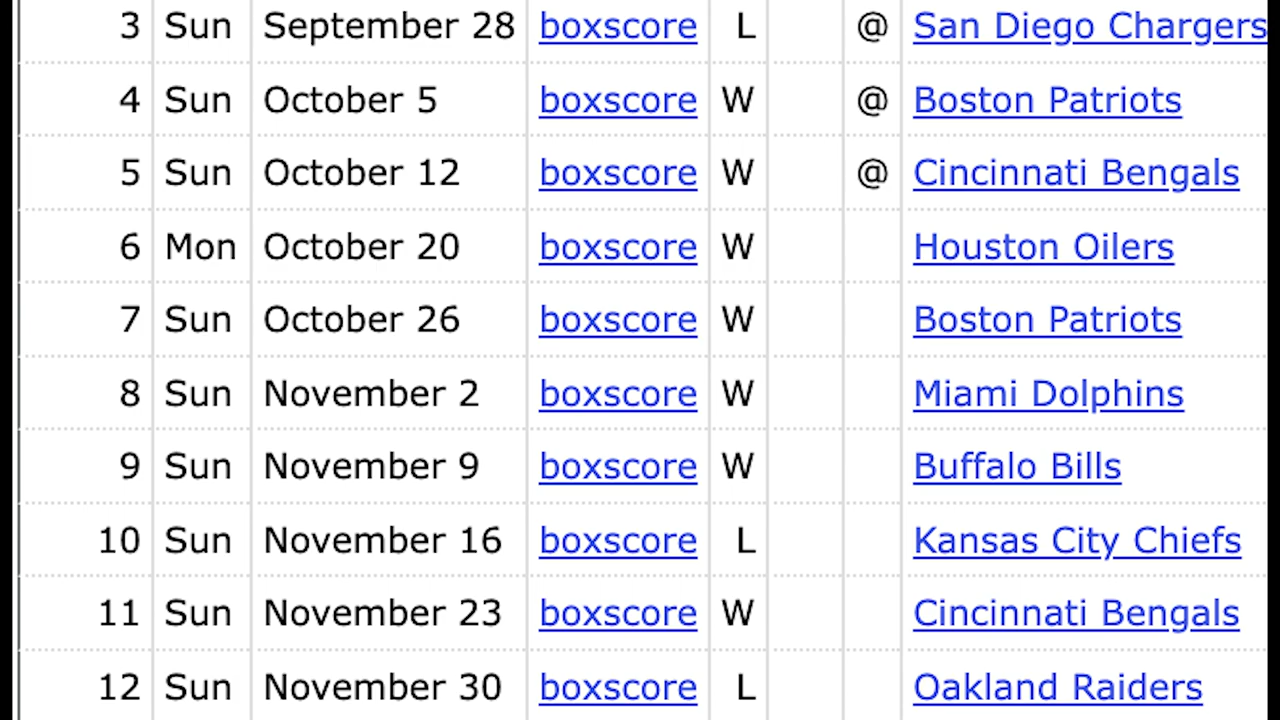 3 Sun September 28 boxscore L @ San Diego Chargers
4 Sun October 5 boxscore W @ Boston Patriots
5 Sun October 12 boxscore W @ Cincinnati Bengals
6 Mon October 20 boxscore W Houston Oilers
7 Sun October 26 boxscore W Boston Patriots
8 Sun November 2 boxscore W Miami Dolphins
9 Sun November 9 boxscore W Buffalo Bills
10 Sun November 16 boxscore L Kansas City Chiefs
11 Sun November 23 boxscore W Cincinnati Bengals
12 Sun November 30 boxscore L Oakland Raiders